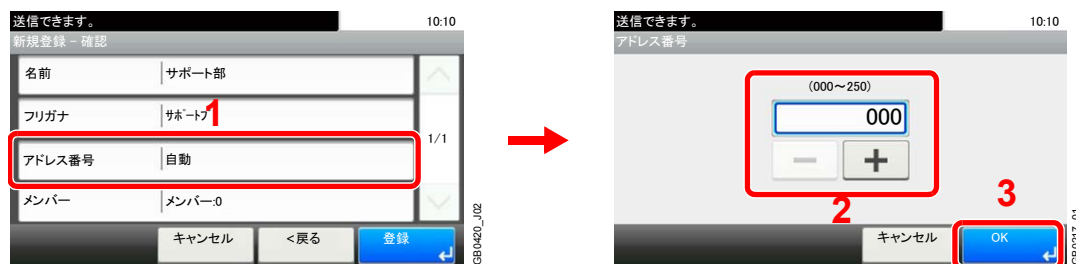 送信できます。 10:10
新規登録 - 確認
名前 サポート部
フリガナ ｻﾎﾟｰﾄﾌ
1
アドレス番号 自動
1/1
メンバー メンバー:0
キャンセル <戻る 登録
GB0420_J02
送信できます。 10:10
アドレス番号
(000～250)
000
2
3
キャンセル OK